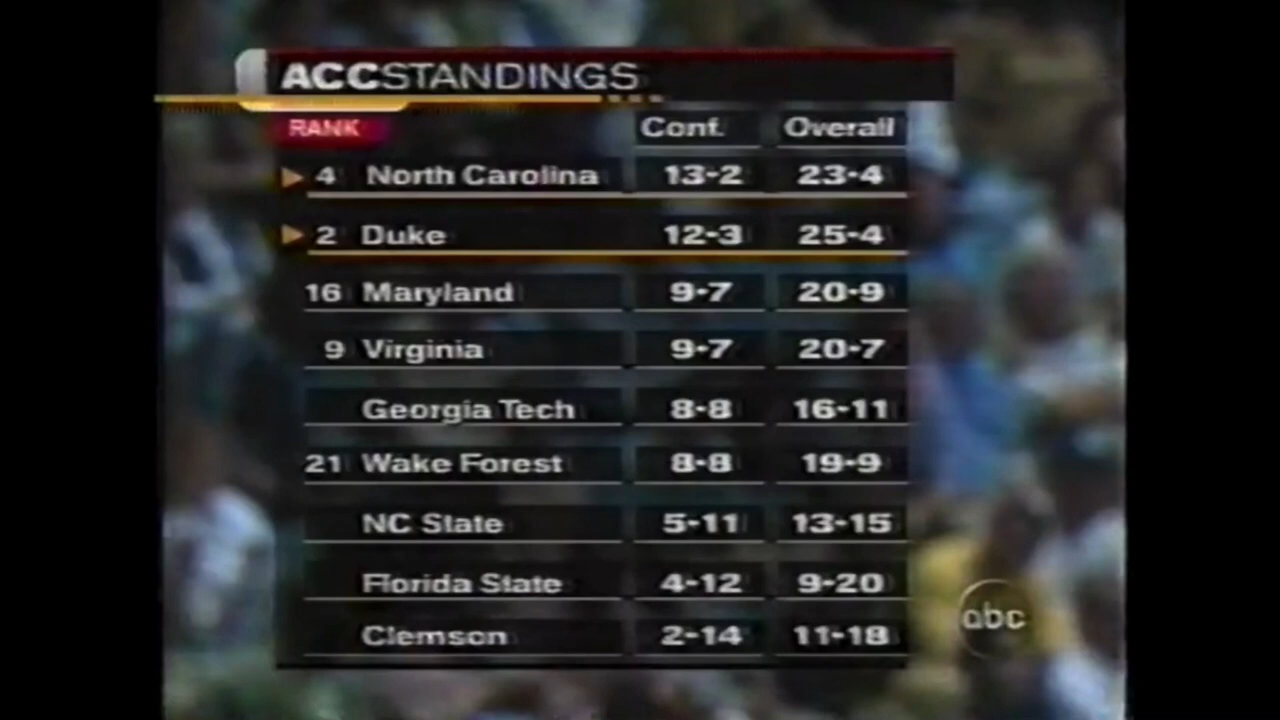 ACCSTANDINGS
RANK Conf. Overall
4 North Carolina 13-2 23-4
2 Duke 12-3 25-4
16 Maryland 9-7 20-9
9 Virginia 9-7 20-7
Georgia Tech 8-8 16-11
21 Wake Forest 8-8 19-9
NC State 5-11 13-15
Florida State 4-12 9-20
Clemson 2-14 11-18
abc